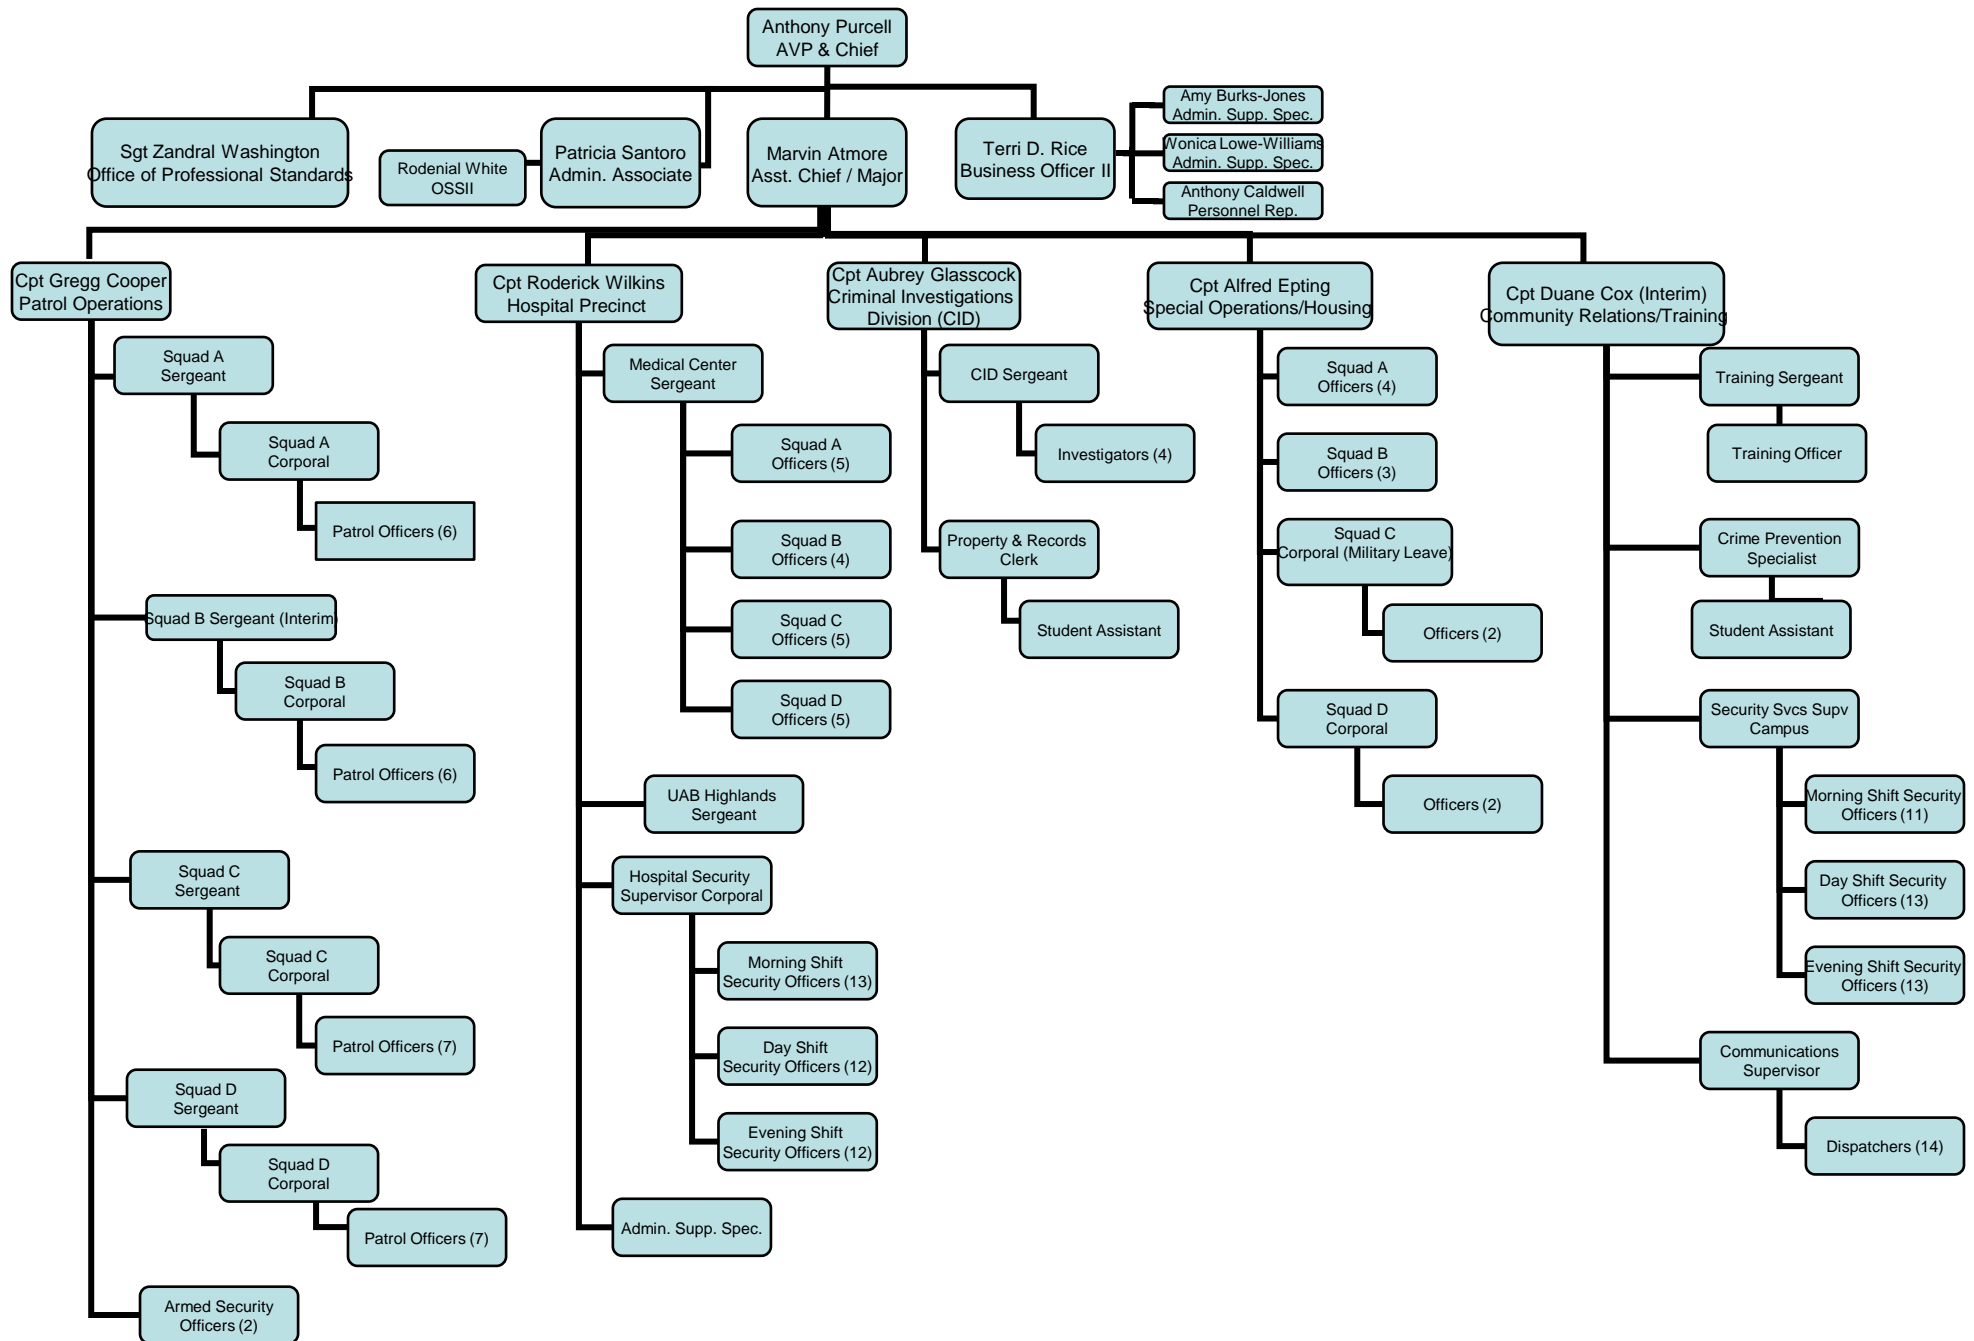 Anthony Purcell
AVP & Chief
Amy Burks-Jones
Admin. Supp. Spec.
Wonica Lowe-Williams
Admin. Supp. Spec.
Anthony Caldwell
Personnel Rep.
Sgt Zandral Washington
Office of Professional Standards
Rodenial White
OSSII
Patricia Santoro
Admin. Associate
Marvin Atmore
Asst. Chief / Major
Terri D. Rice
Business Officer II
Cpt Gregg Cooper
Patrol Operations
Squad A
Sergeant
Squad A
Corporal
Patrol Officers (6)
Squad B Sergeant (Interim)
Squad B
Corporal
Patrol Officers (6)
Squad C
Sergeant
Squad C
Corporal
Patrol Officers (7)
Squad D
Sergeant
Squad D
Corporal
Patrol Officers (7)
Armed Security
Officers (2)
Cpt Roderick Wilkins
Hospital Precinct
Medical Center
Sergeant
Squad A
Officers (5)
Squad B
Officers (4)
Squad C
Officers (5)
Squad D
Officers (5)
UAB Highlands
Sergeant
Hospital Security
Supervisor Corporal
Morning Shift
Security Officers (13)
Day Shift
Security Officers (12)
Evening Shift
Security Officers (12)
Admin. Supp. Spec.
Cpt Aubrey Glasscock
Criminal Investigations
Division (CID)
CID Sergeant
Investigators (4)
Property & Records
Clerk
Student Assistant
Cpt Alfred Epting
Special Operations/Housing
Squad A
Officers (4)
Squad B
Officers (3)
Squad C
Corporal (Military Leave)
Officers (2)
Squad D
Corporal
Officers (2)
Cpt Duane Cox (Interim)
Community Relations/Training
Training Sergeant
Training Officer
Crime Prevention
Specialist
Student Assistant
Security Svcs Supv
Campus
Morning Shift Security
Officers (11)
Day Shift Security
Officers (13)
Evening Shift Security
Officers (13)
Communications
Supervisor
Dispatchers (14)